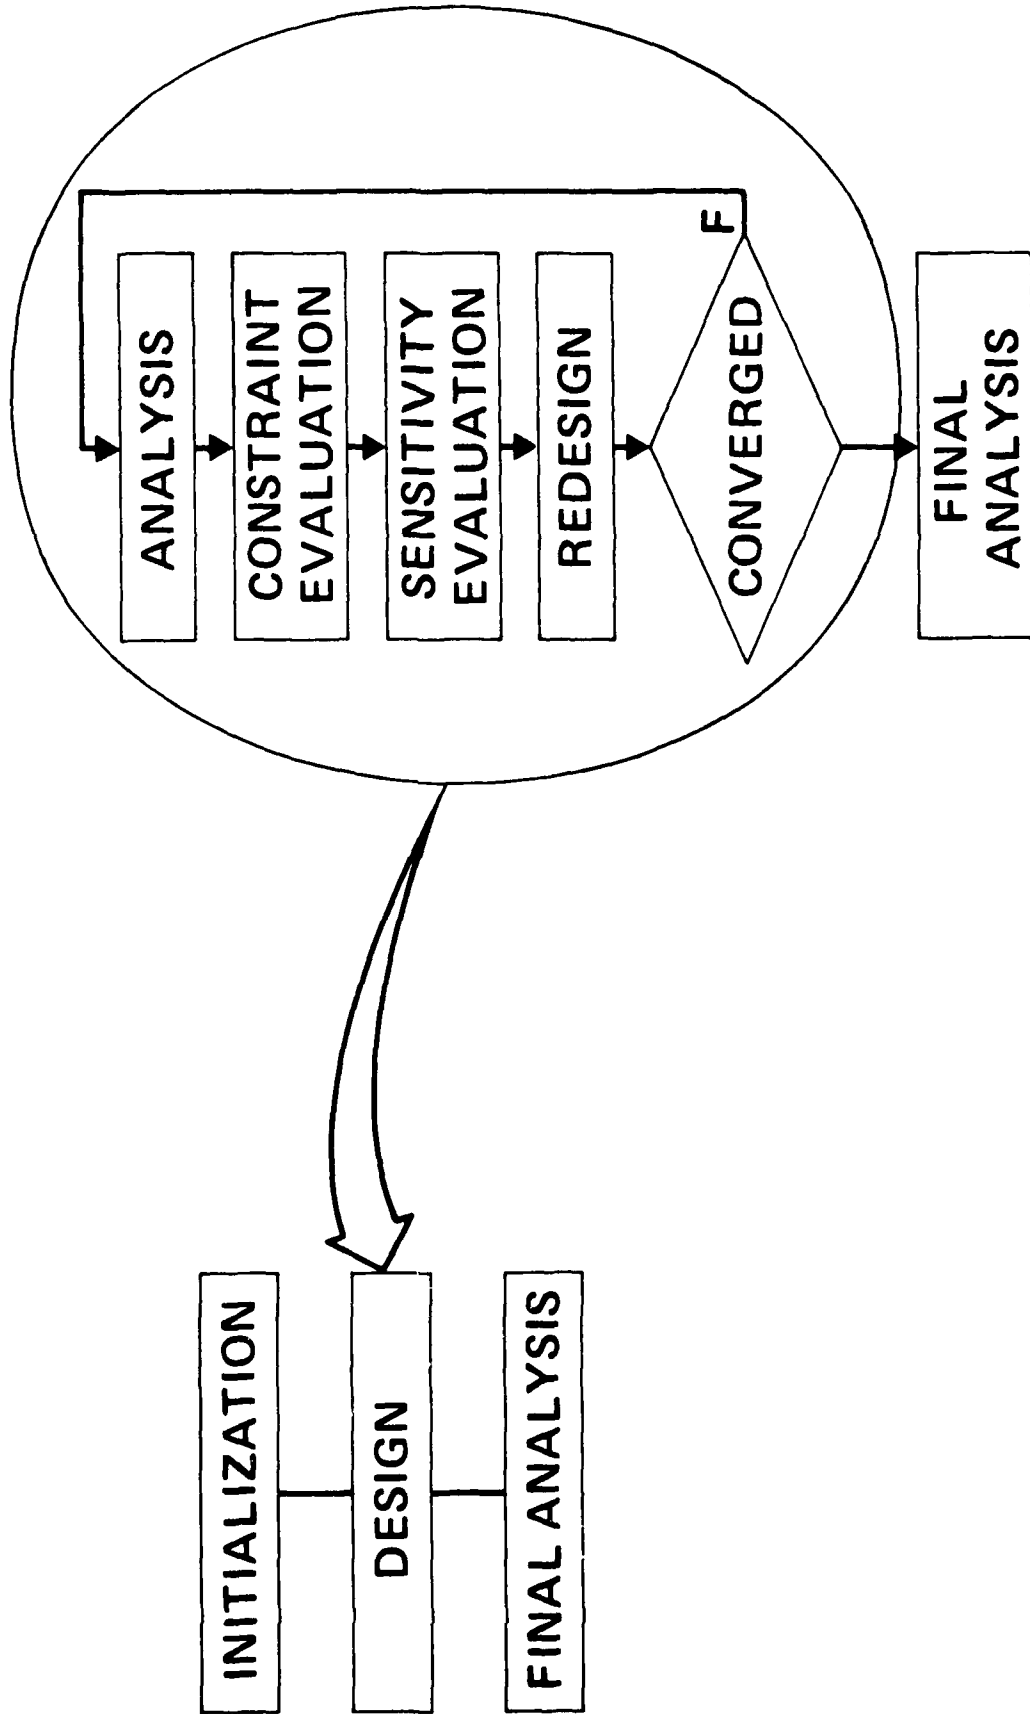 INITIALIZATION
DESIGN
FINAL ANALYSIS
ANALYSIS
CONSTRAINT
EVALUATION
SENSITIVITY
EVALUATION
REDESIGN
CONVERGED
F
FINAL
ANALYSIS